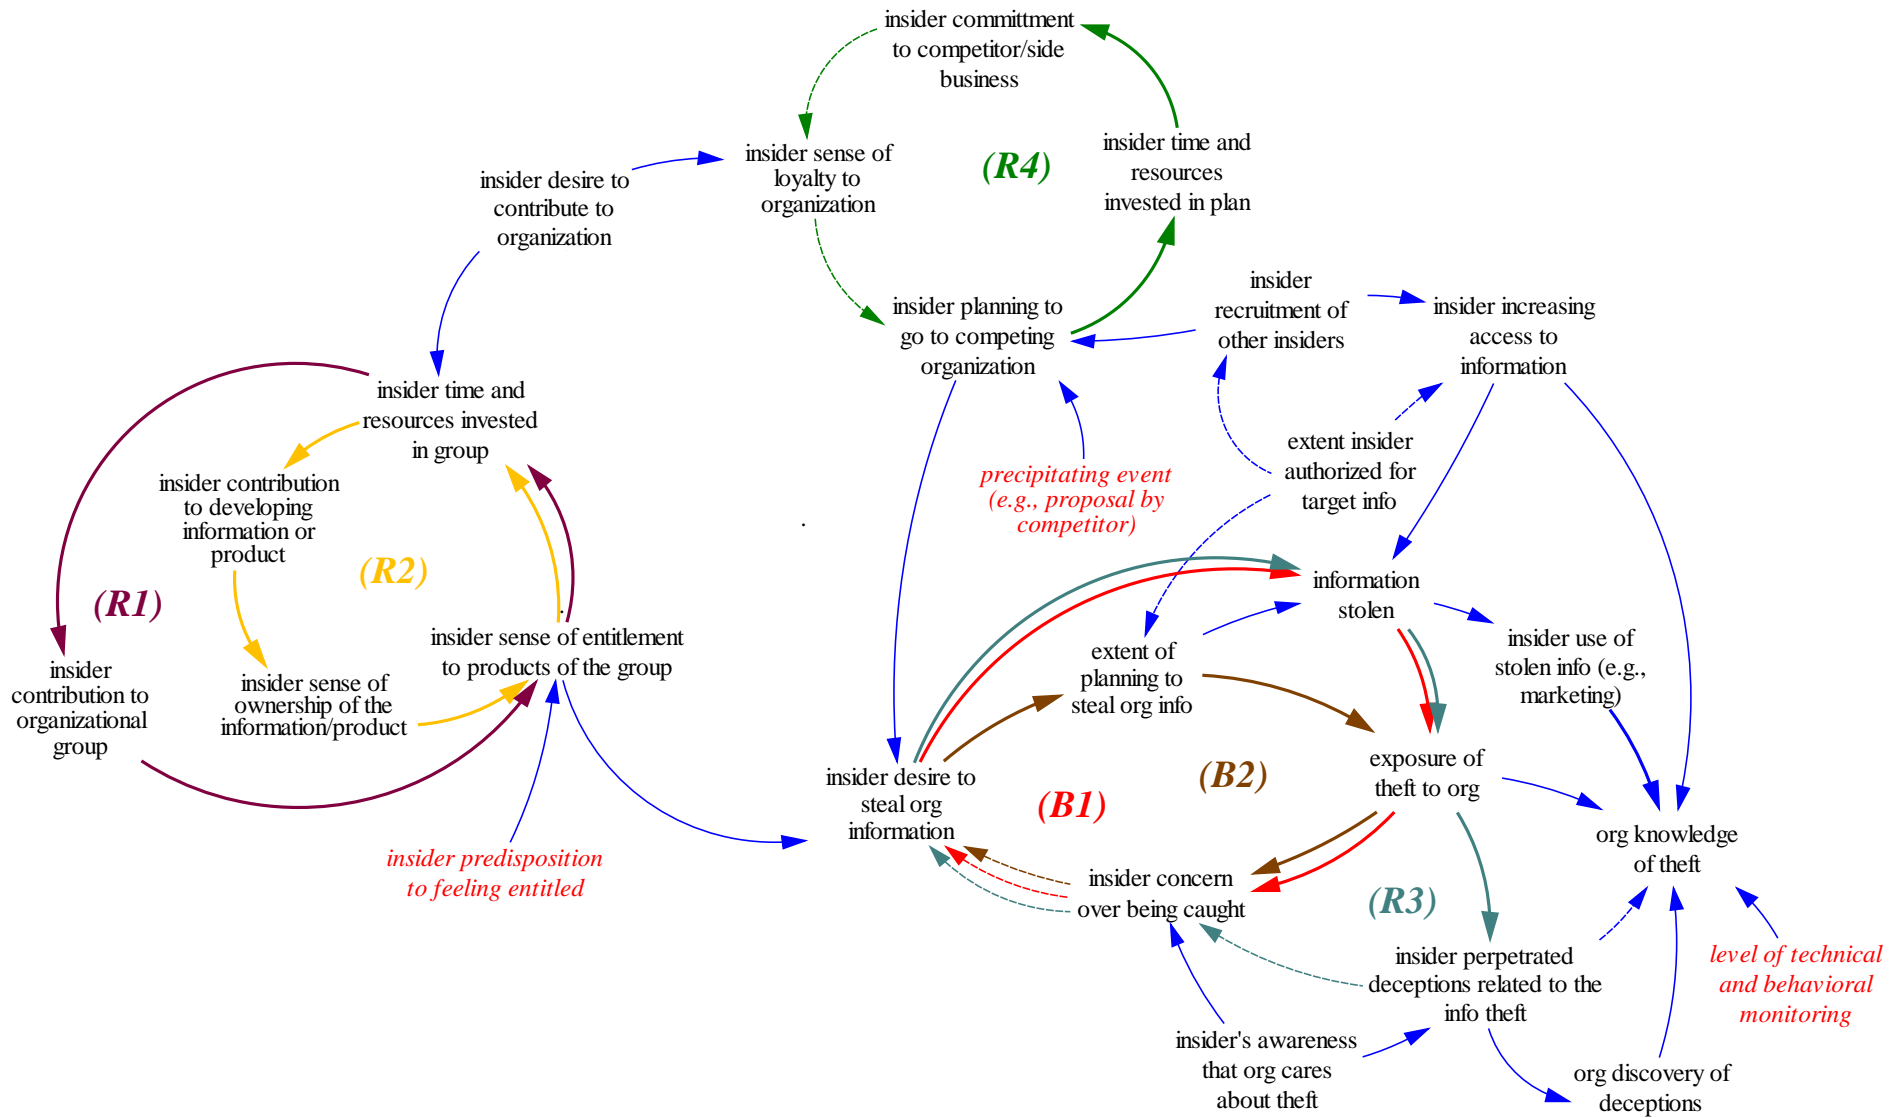 insider committment
to competitor/side
business
insider sense of
loyalty to
organization
(R4)
insider time and
resources
invested in plan
insider desire to
contribute to
organization
insider planning to
go to competing
organization
insider
recruitment of
other insiders
insider increasing
access to
information
insider time and
resources invested
in group
precipitating event
(e.g., proposal by
competitor)
extent insider
authorized for
target info
insider contribution
to developing
information or
product
(R2)
(R1)
information
stolen
insider sense of entitlement
to products of the group
insider
contribution to
organizational
group
insider sense of
ownership of the
information/product
extent of
planning to
steal org info
insider use of
stolen info (e.g.,
marketing)
insider desire to
steal org
information
(B1)
(B2)
exposure of
theft to org
org knowledge
of theft
insider predisposition
to feeling entitled
insider concern
over being caught
(R3)
insider perpetrated
deceptions related to the
info theft
level of technical
and behavioral
monitoring
insider's awareness
that org cares
about theft
org discovery of
deceptions